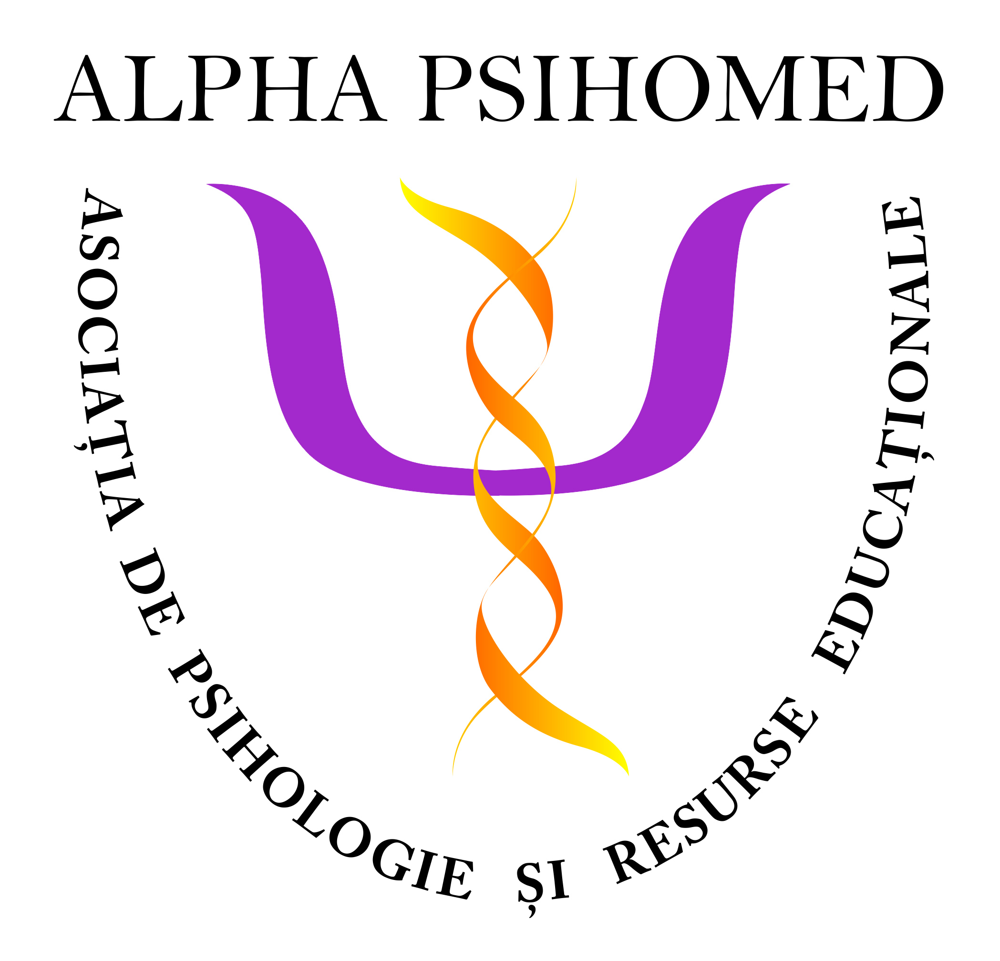 ALPHA PSIHOMED
ASOCIAȚIA DE PSIHOLOGIE ȘI RESURSE EDUCAȚIONALE